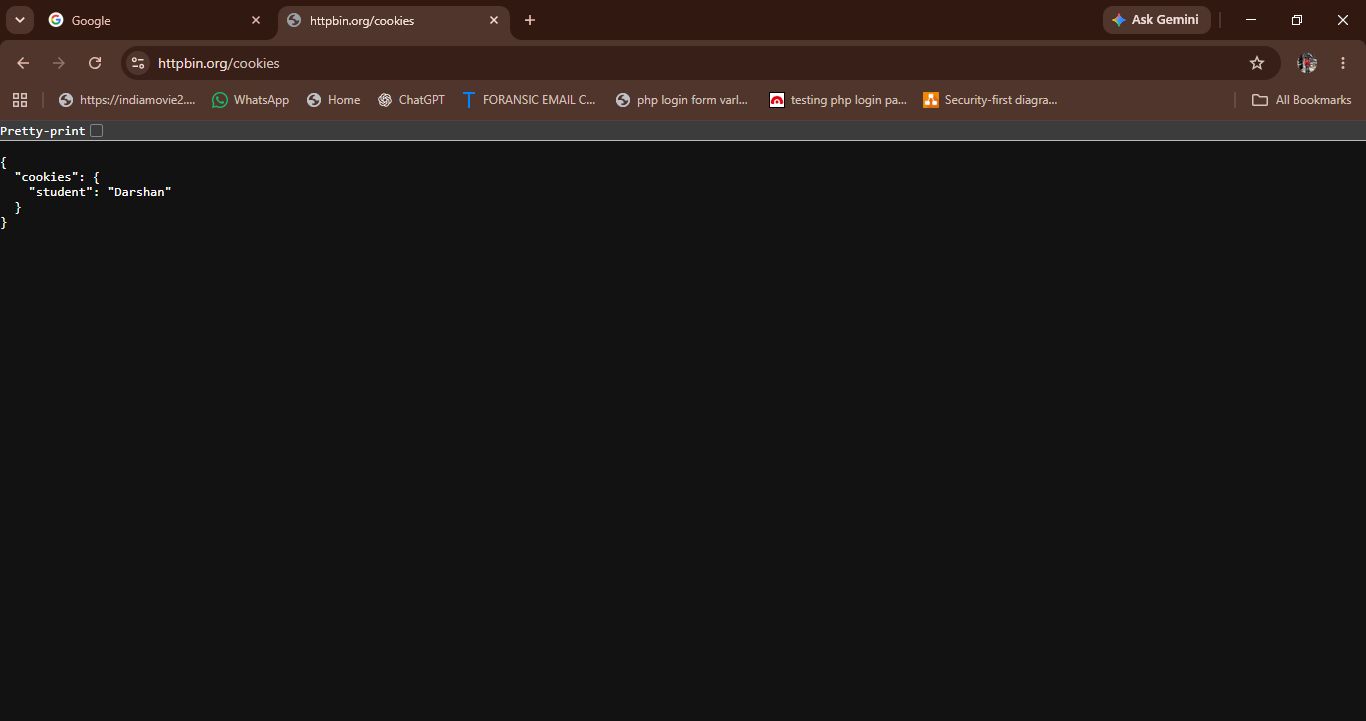 Google
httpbin.org/cookies
Ask Gemini
httpbin.org/cookies
https://indiamovie2....
WhatsApp
Home
ChatGPT
FORANSIC EMAIL C...
php login form varl...
testing php login pa...
Security-first diagra...
All Bookmarks
Pretty-print
{
  "cookies": {
    "student": "Darshan"
  }
}